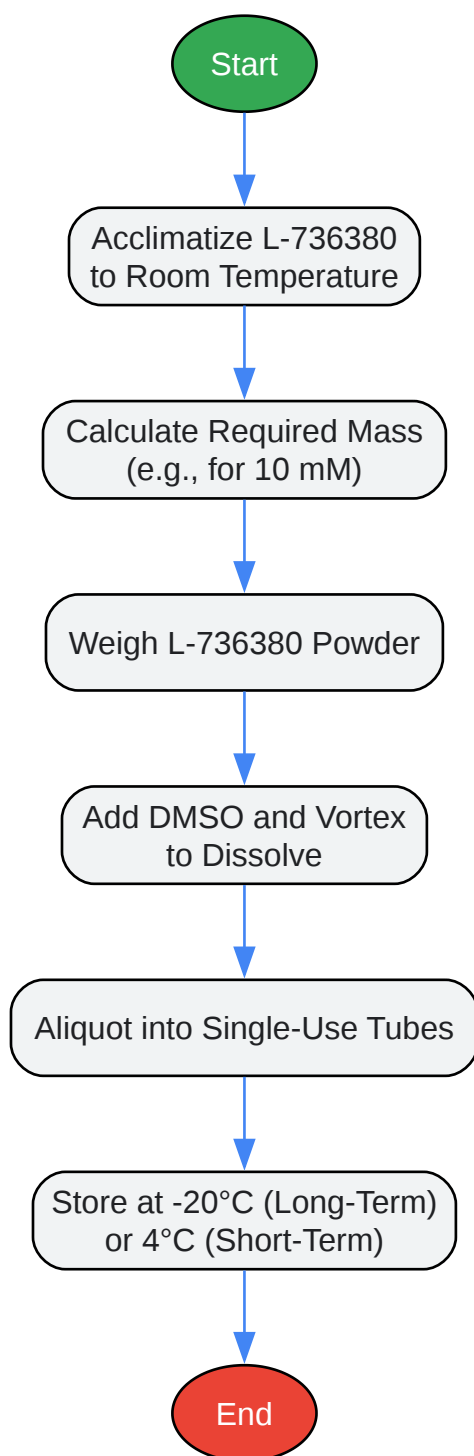 Start
Acclimatize L-736380
to Room Temperature
Calculate Required Mass
(e.g., for 10 mM)
Weigh L-736380 Powder
Add DMSO and Vortex
to Dissolve
Aliquot into Single-Use Tubes
Store at -20°C (Long-Term)
or 4°C (Short-Term)
End